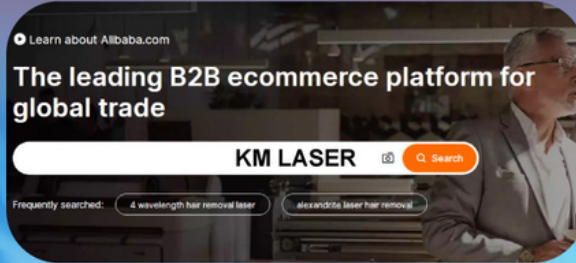 Learn about Alibaba.com
The leading B2B ecommerce platform for
global trade
KM LASER
Search
Frequently searched:
4 wavelength hair removal laser
alexandrite laser hair removal